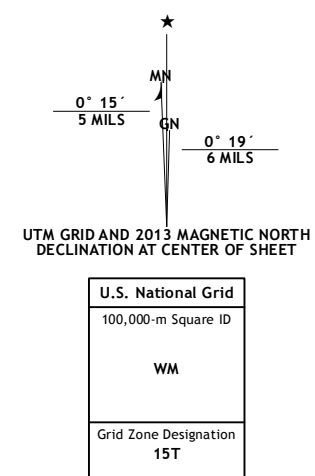 ★
MN
0° 15´
5 MILS
GN
0° 19´
6 MILS
UTM GRID AND 2013 MAGNETIC NORTH
DECLINATION AT CENTER OF SHEET
U.S. National Grid
100,000-m Square ID
WM
Grid Zone Designation
15T